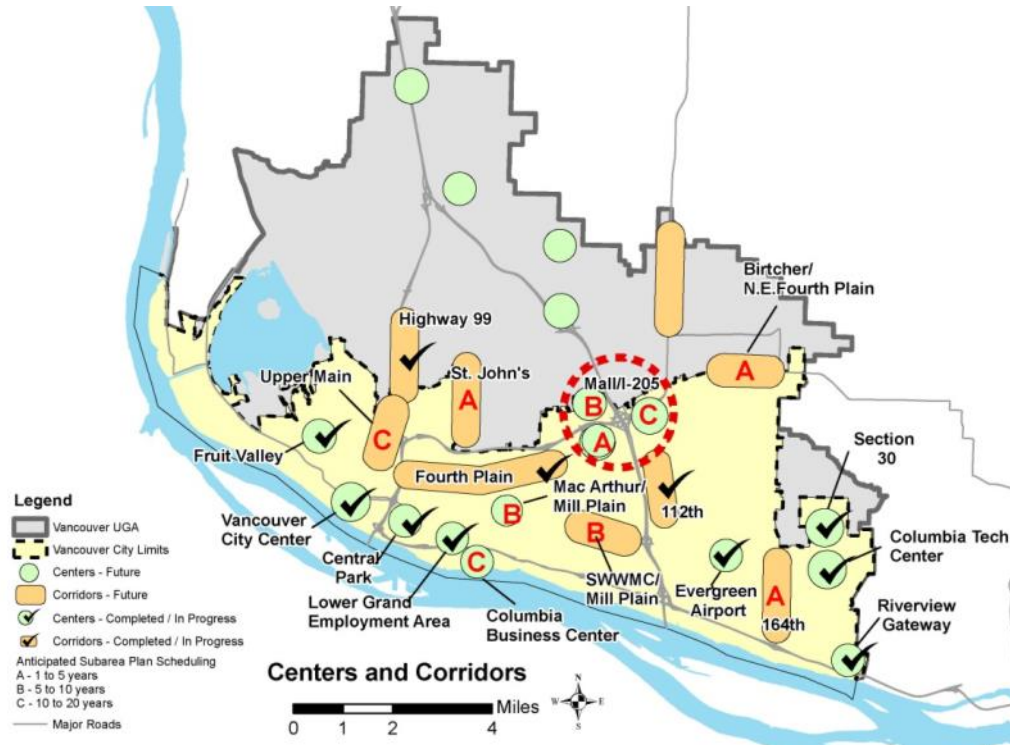 Birtcher/
N.E.Fourth Plain
Highway 99
Mall/I-205
St. John's
A
Upper Main
A
B
C
C
A
Section
30
Fruit Valley
Fourth Plain
Mac Arthur/
Mill Plain
112th
B
B
Vancouver
City Center
Central
Park
Lower Grand
Employment Area
C
Columbia
Business Center
SWWMC/
Mill Plain
Evergreen
Airport
A
164th
Columbia Tech
Center
Riverview
Gateway
Legend
Vancouver UGA
Vancouver City Limits
Centers - Future
Corridors - Future
Centers - Completed / In Progress
Corridors - Completed / In Progress
Anticipated Subarea Plan Scheduling
A - 1 to 5 years
B - 5 to 10 years
C - 10 to 20 years
Major Roads
Centers and Corridors
0 1 2 4 Miles
N
W E
S